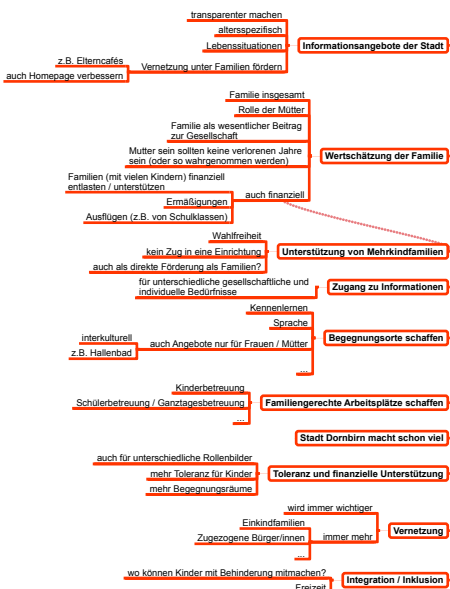 transparenter machen
altersspezifisch
Lebenssituationen
Informationsangebote der Stadt
z.B. Elterncafés
auch Homepage verbessern
Vernetzung unter Familien fördern
Familie insgesamt
Rolle der Mütter
Familie als wesentlicher Beitrag
zur Gesellschaft
Mutter sein sollten keine verlorenen Jahre
sein (oder so wahrgenommen werden)
Wertschätzung der Familie
Familien (mit vielen Kindern) finanziell
entlasten / unterstützen
Ermäßigungen
Ausflügen (z.B. von Schulklassen)
auch finanziell
Wahlfreiheit
kein Zug in eine Einrichtung
auch als direkte Förderung als Familien?
Unterstützung von Mehrkindfamilien
für unterschiedliche gesellschaftliche und
individuelle Bedürfnisse
Zugang zu Informationen
Kennenlernen
Sprache
interkulturell
z.B. Hallenbad
auch Angebote nur für Frauen / Mütter
...
Begegnungsorte schaffen
Kinderbetreuung
Schülerbetreuung / Ganztagesbetreuung
...
Familiengerechte Arbeitsplätze schaffen
Stadt Dornbirn macht schon viel
auch für unterschiedliche Rollenbilder
mehr Toleranz für Kinder
mehr Begegnungsräume
Toleranz und finanzielle Unterstützung
wird immer wichtiger
Einkindfamilien
Zugezogene Bürger/innen
...
immer mehr
Vernetzung
wo können Kinder mit Behinderung mitmachen?
Freizeit
Integration / Inklusion